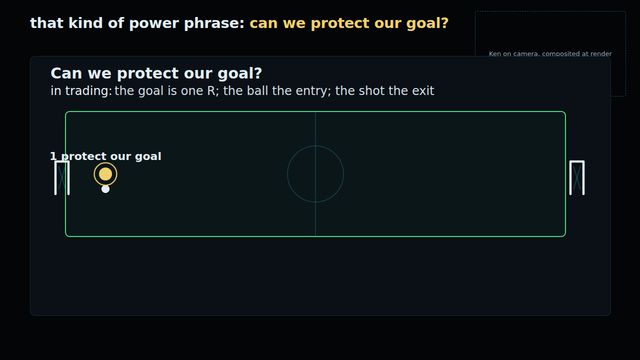 that kind of power phrase: can we protect our goal?
Ken on camera, composited at render
Can we protect our goal?
in trading: the goal is one R; the ball the entry; the shot the exit
1 protect our goal